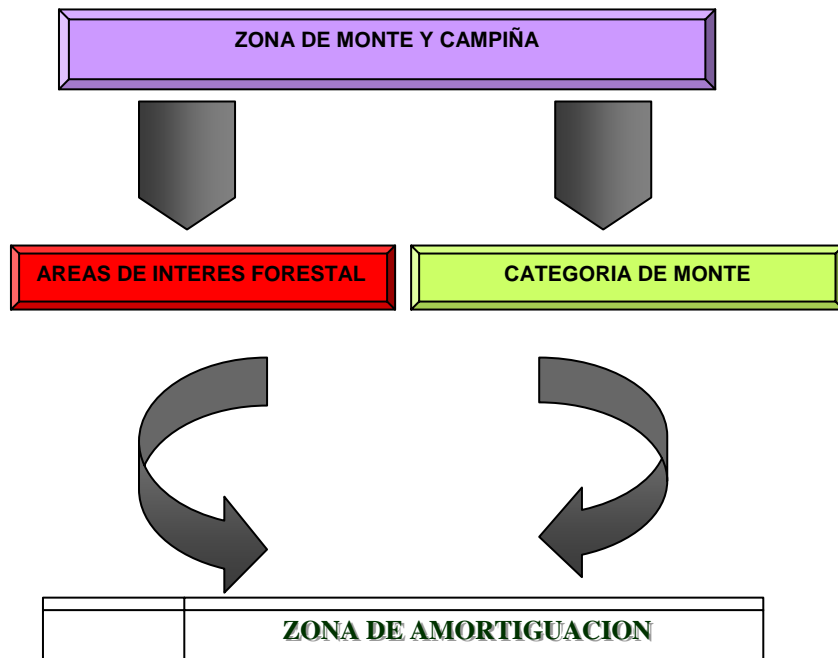 ZONA DE MONTE Y CAMPIÑA
AREAS DE INTERES FORESTAL
CATEGORIA DE MONTE
ZONA DE AMORTIGUACION